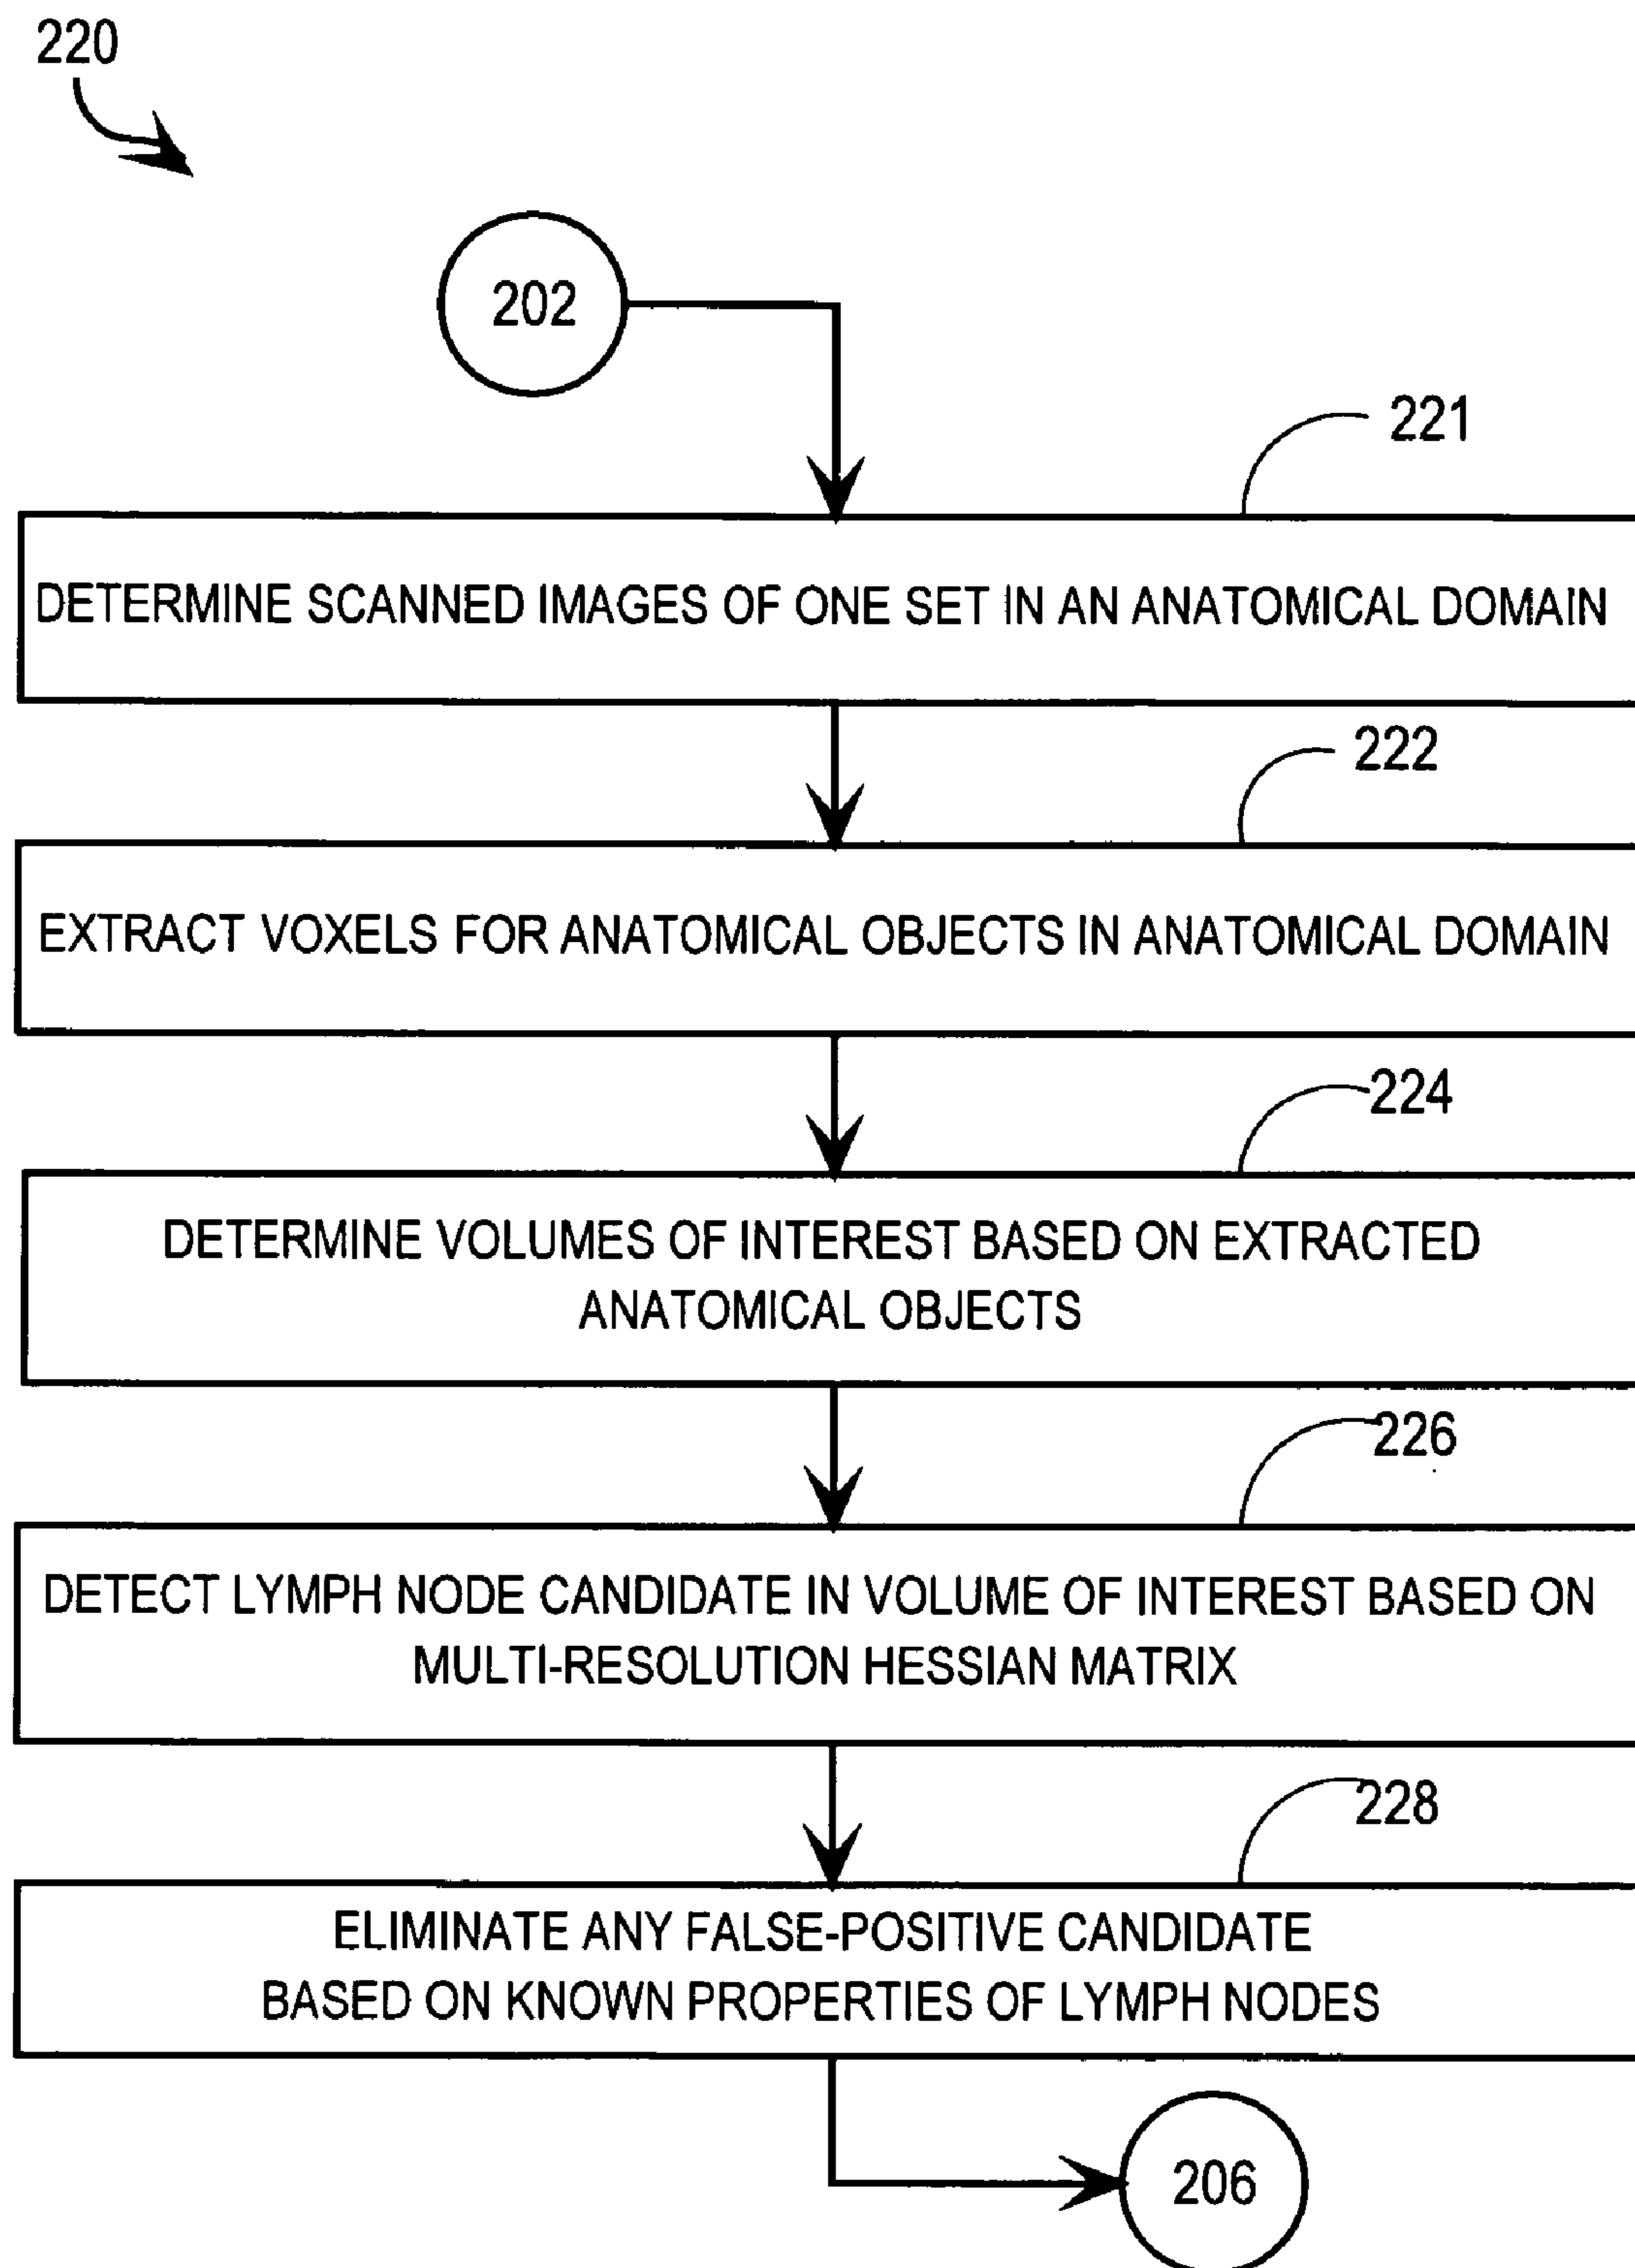 220
202
221
DETERMINE SCANNED IMAGES OF ONE SET IN AN ANATOMICAL DOMAIN
222
EXTRACT VOXELS FOR ANATOMICAL OBJECTS IN ANATOMICAL DOMAIN
224
DETERMINE VOLUMES OF INTEREST BASED ON EXTRACTED
ANATOMICAL OBJECTS
226
DETECT LYMPH NODE CANDIDATE IN VOLUME OF INTEREST BASED ON
MULTI-RESOLUTION HESSIAN MATRIX
228
ELIMINATE ANY FALSE-POSITIVE CANDIDATE
BASED ON KNOWN PROPERTIES OF LYMPH NODES
206